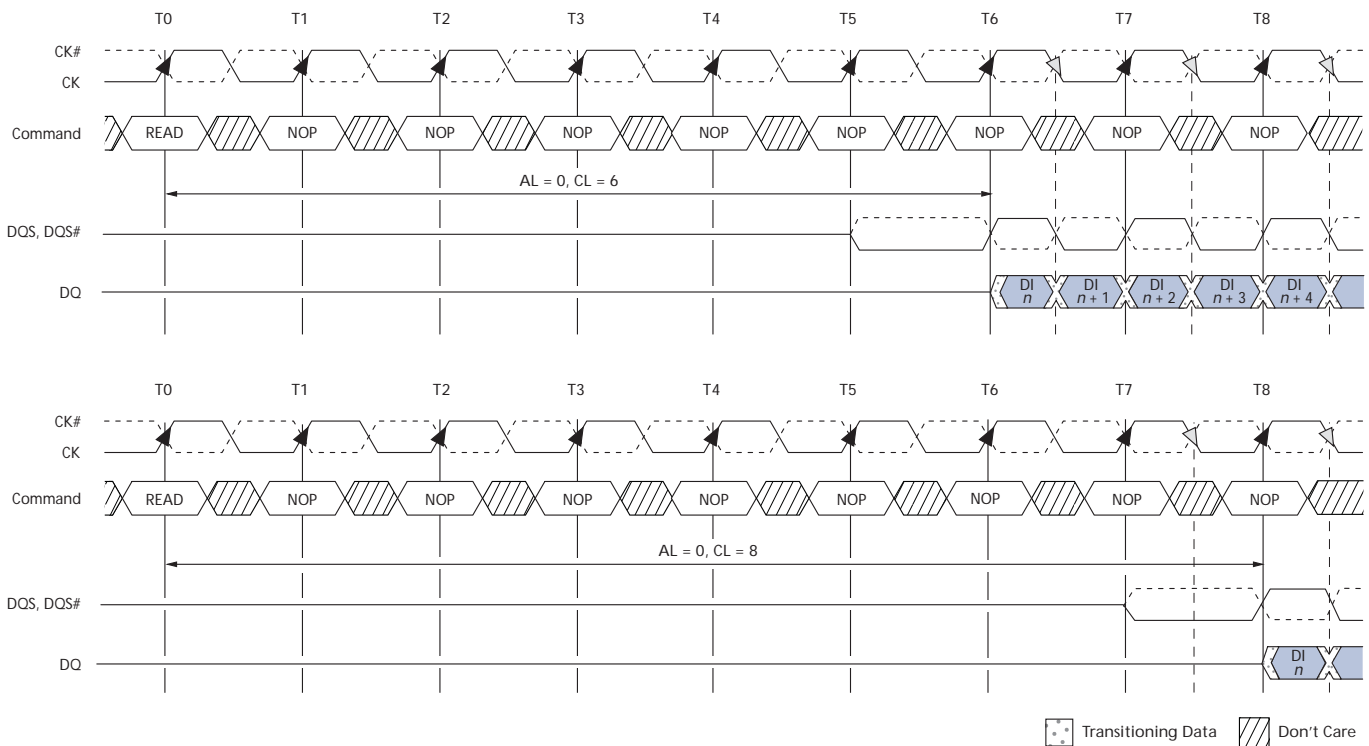 T0 T1 T2 T3 T4 T5 T6 T7 T8
CK#
CK
Command READ NOP NOP NOP NOP NOP NOP NOP NOP
AL = 0, CL = 6
DQS, DQS#
DQ DI n DI n + 1 DI n + 2 DI n + 3 DI n + 4
T0 T1 T2 T3 T4 T5 T6 T7 T8
CK#
CK
Command READ NOP NOP NOP NOP NOP NOP NOP NOP
AL = 0, CL = 8
DQS, DQS#
DQ DI n
Transitioning Data Don't Care